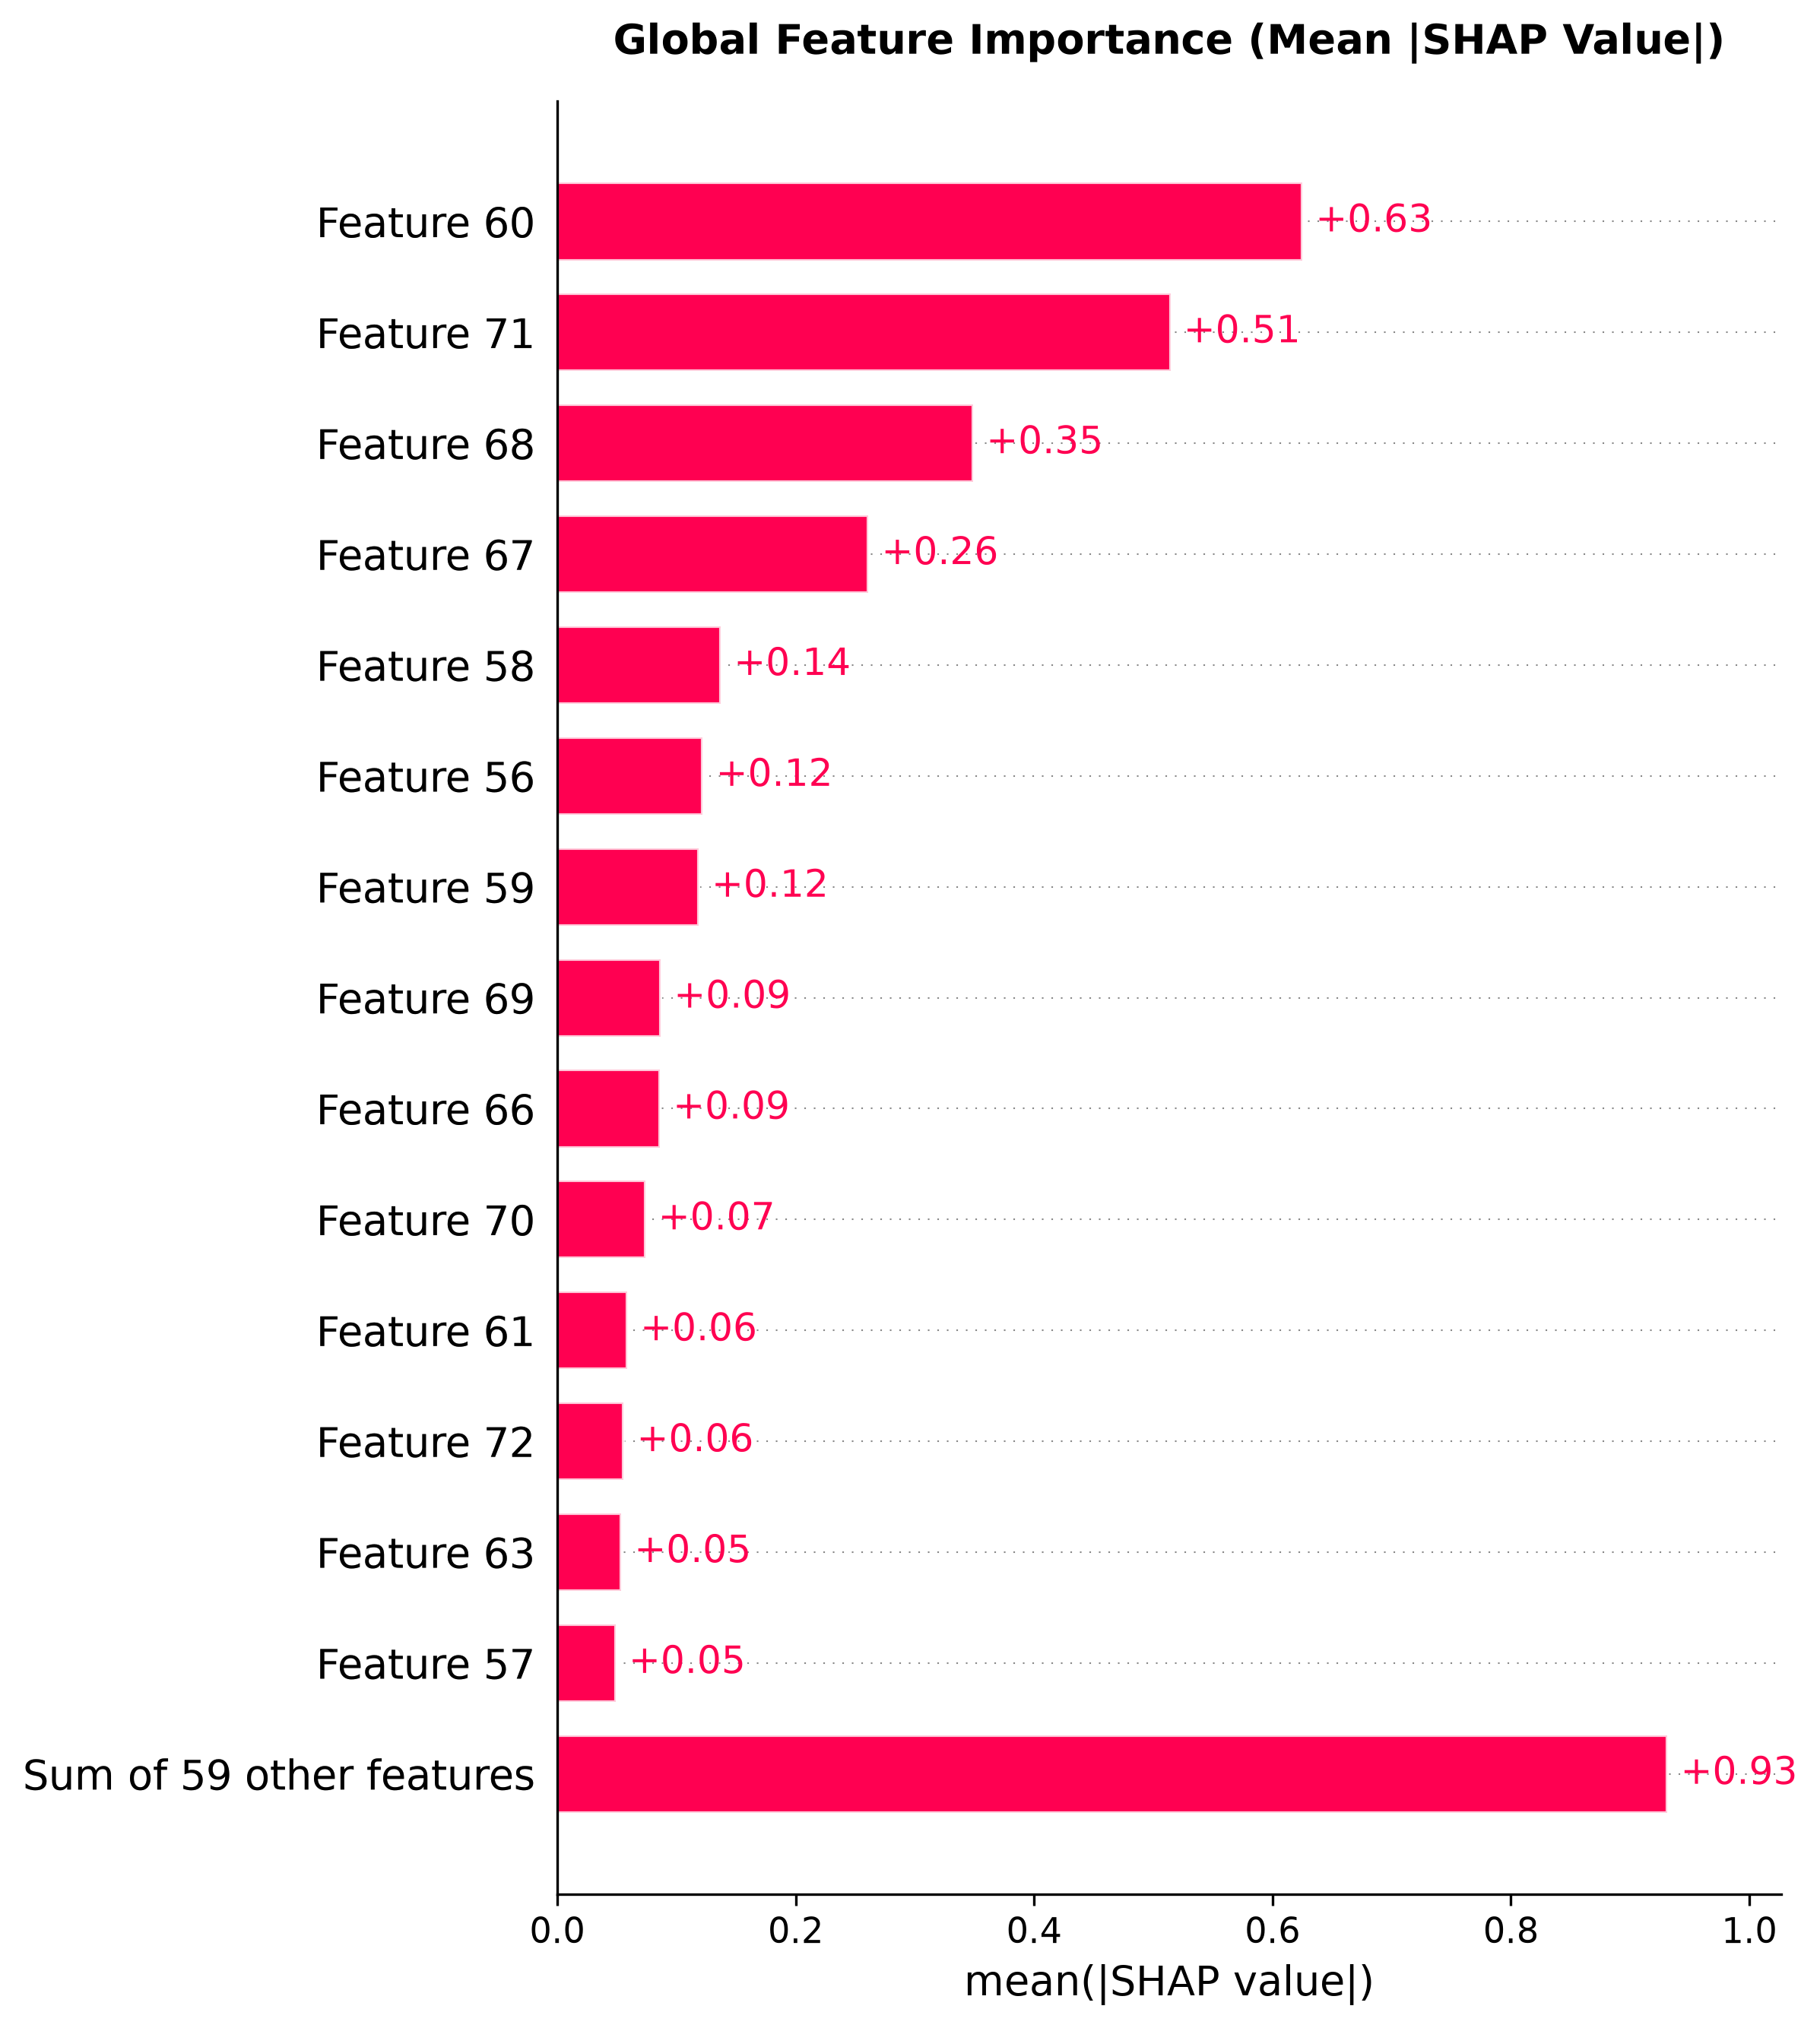 Global Feature Importance (Mean |SHAP Value|)
Feature 60 +0.63
Feature 71 +0.51
Feature 68 +0.35
Feature 67 +0.26
Feature 58 +0.14
Feature 56 +0.12
Feature 59 +0.12
Feature 69 +0.09
Feature 66 +0.09
Feature 70 +0.07
Feature 61 +0.06
Feature 72 +0.06
Feature 63 +0.05
Feature 57 +0.05
Sum of 59 other features +0.93
0.0 0.2 0.4 0.6 0.8 1.0
mean(|SHAP value|)